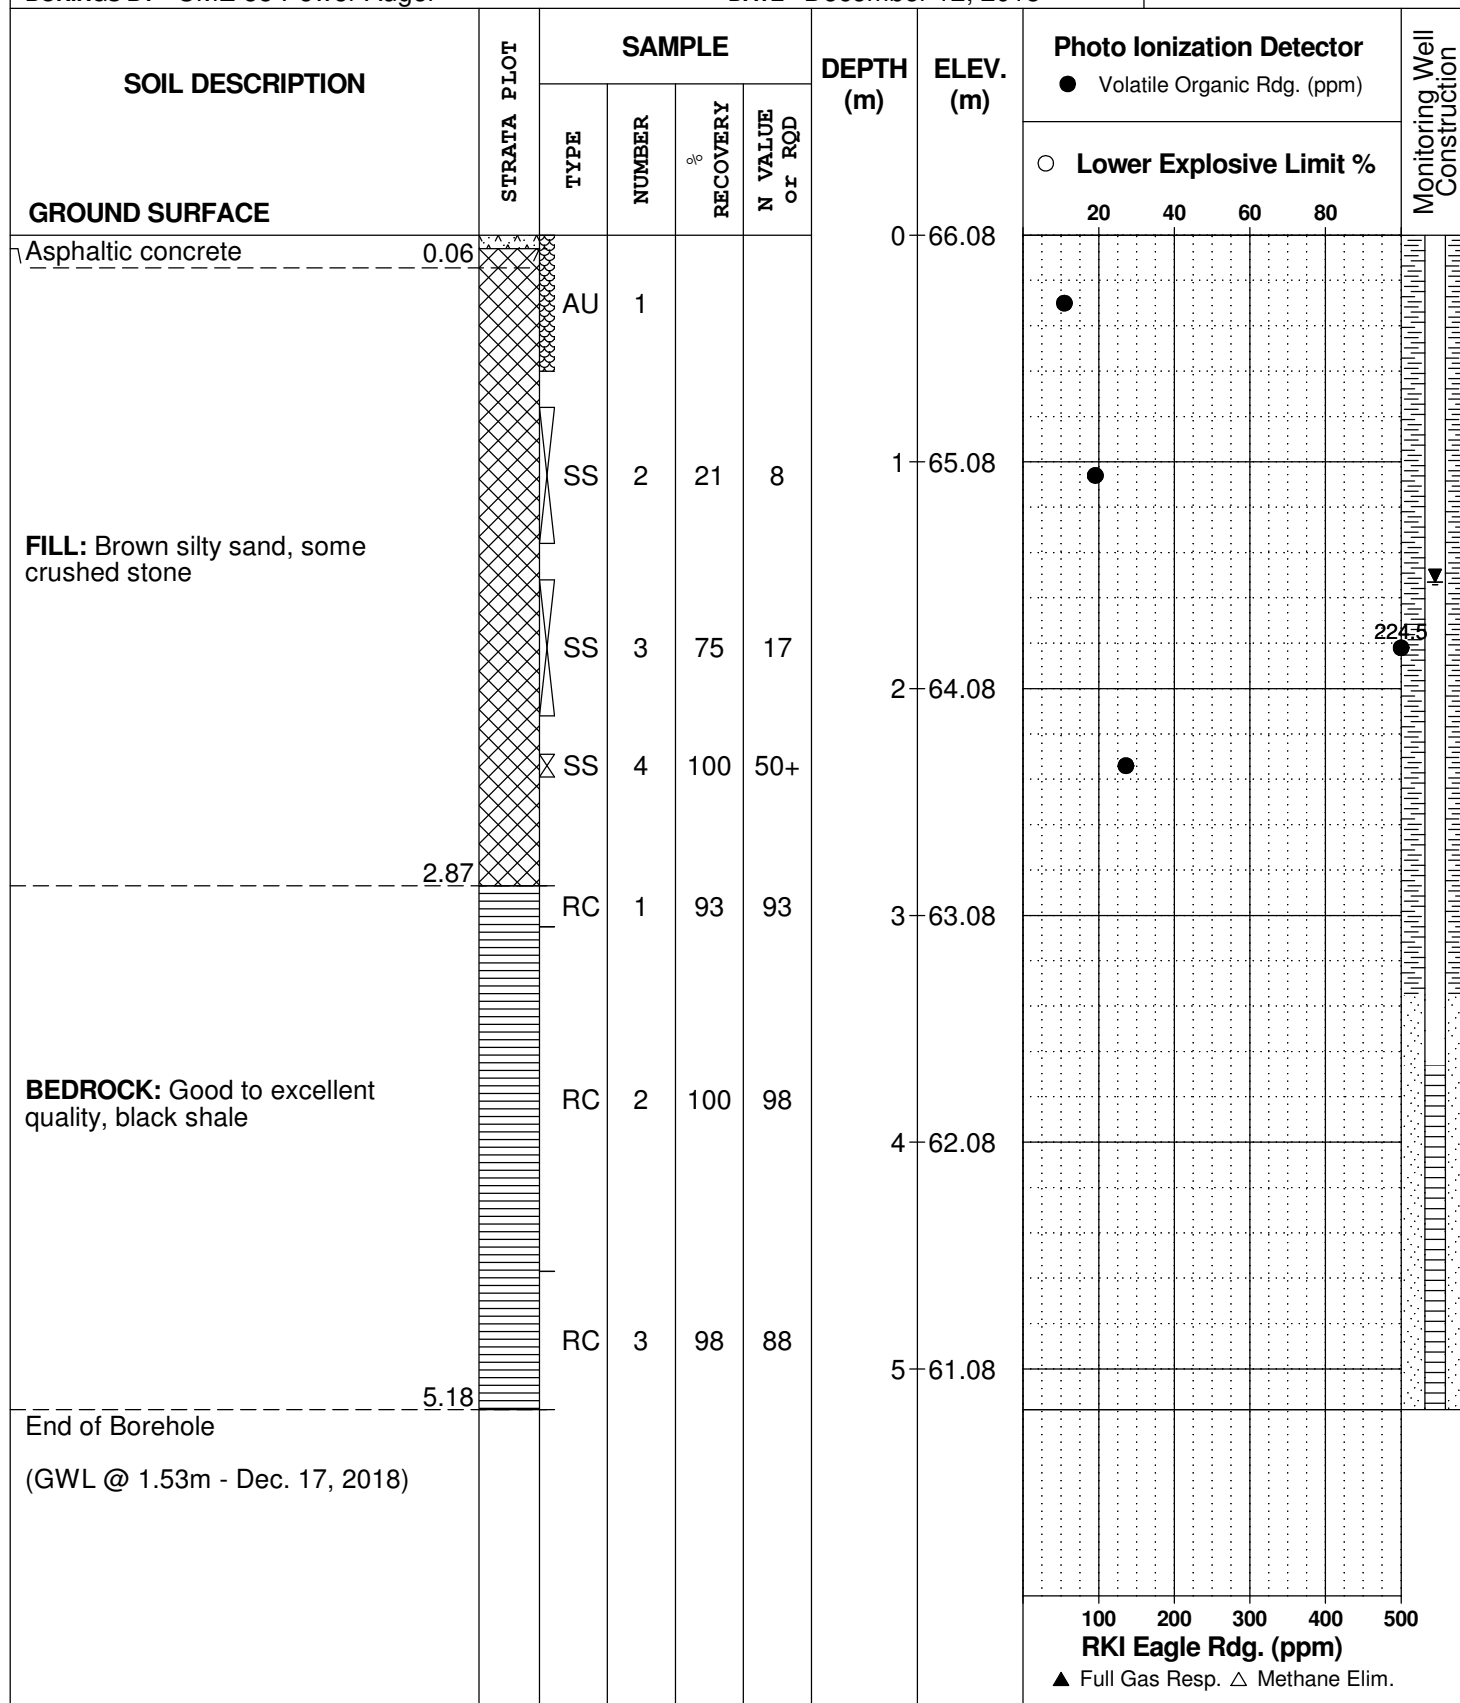 SOIL DESCRIPTION
GROUND SURFACE
STRATA PLOT
SAMPLE
TYPE
NUMBER
% RECOVERY
N VALUE or RQD
DEPTH (m)
ELEV. (m)
Photo Ionization Detector
● Volatile Organic Rdg. (ppm)
○ Lower Explosive Limit %
20 40 60 80
Monitoring Well Construction
0 66.08
Asphaltic concrete 0.06
AU 1
SS 2 21 8
1 65.08
FILL: Brown silty sand, some
crushed stone
224.5
SS 3 75 17
2 64.08
SS 4 100 50+
2.87
RC 1 93 93
3 63.08
BEDROCK: Good to excellent
quality, black shale
RC 2 100 98
4 62.08
RC 3 98 88
5 61.08
5.18
End of Borehole
(GWL @ 1.53m - Dec. 17, 2018)
100 200 300 400 500
RKI Eagle Rdg. (ppm)
▲ Full Gas Resp. △ Methane Elim.